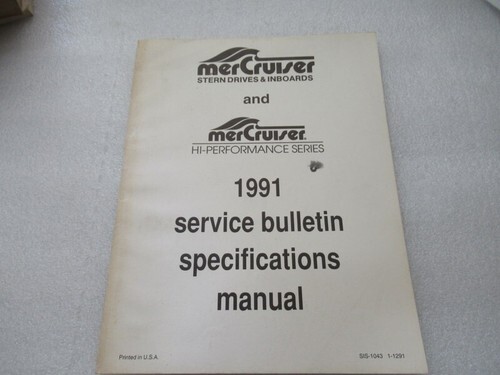 merCruiser
STERN DRIVES & INBOARDS
and
merCruiser
HI-PERFORMANCE SERIES
1991
service bulletin
specifications
manual
Printed in U.S.A.
SIS-1043 1-1291